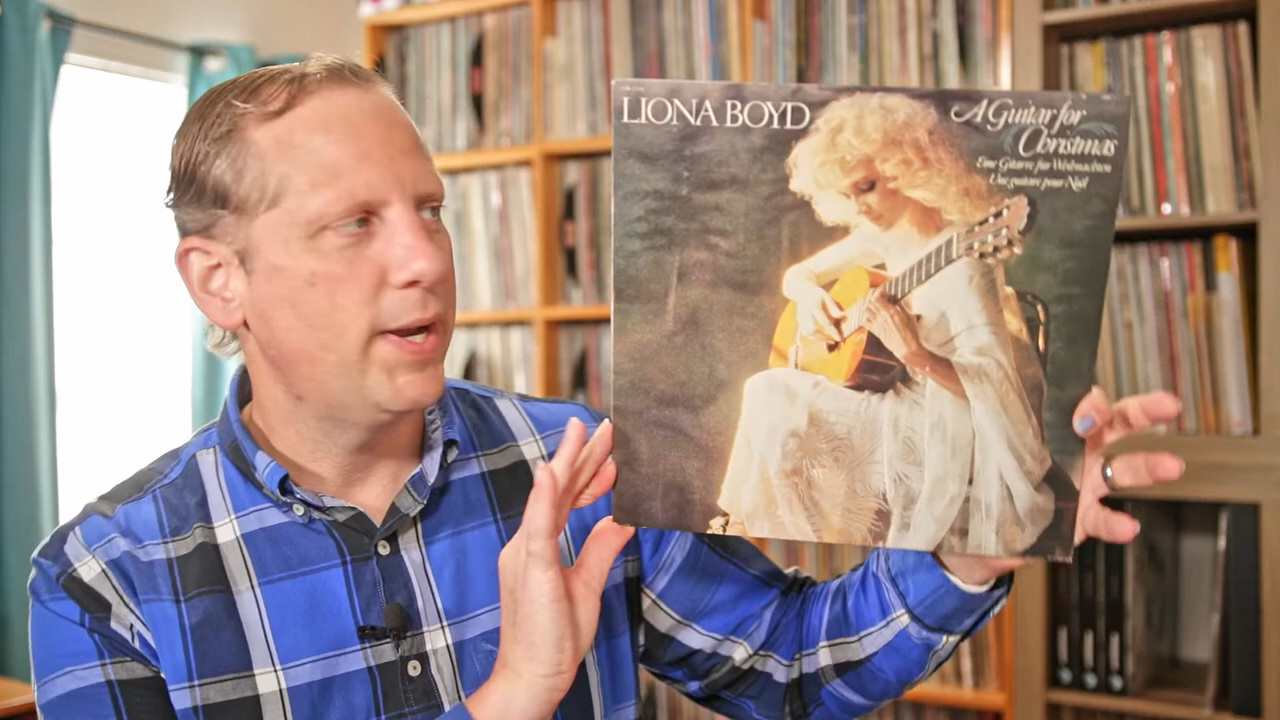 LIONA BOYD
A Guitar for
Christmas
Eine Gitarre für Weihnachten
Une guitare pour Noël